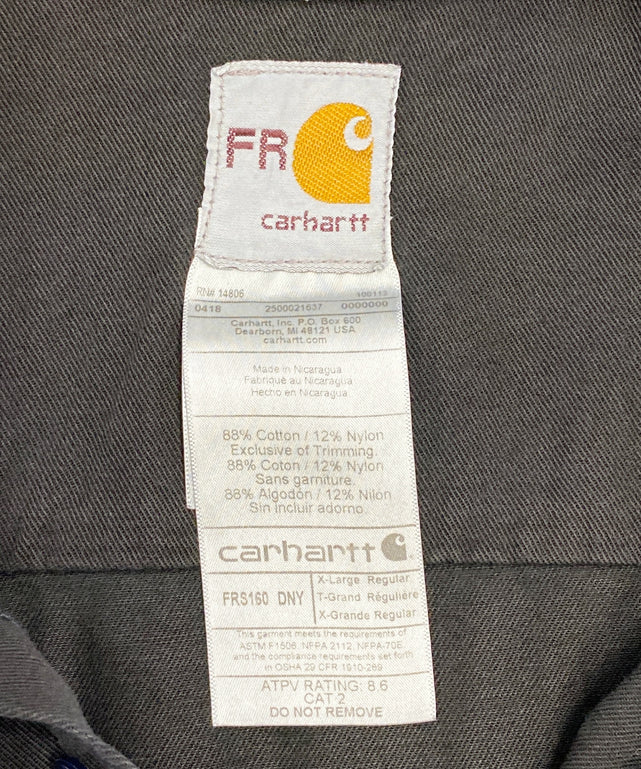 FR
carhartt
RN# 14806 100113
0418 2500021637 0000000
Carhartt, Inc. P.O. Box 600
Dearborn, MI 48121 USA
carhartt.com
Made in Nicaragua
Fabriqué au Nicaragua
Hecho en Nicaragua
88% Cotton / 12% Nylon
Exclusive of Trimming.
88% Coton / 12% Nylon
Sans garniture.
88% Algodón / 12% Nilón
Sin incluir adorno.
carhartt
FRS160 DNY
X-Large Regular
T-Grand Régulière
X-Grande Regular
This garment meets the requirements of
ASTM F1506, NFPA 2112, NFPA-70E
and the compliance requirements set forth
in OSHA 29 CFR 1910-269
ATPV RATING: 8.6
CAT 2
DO NOT REMOVE